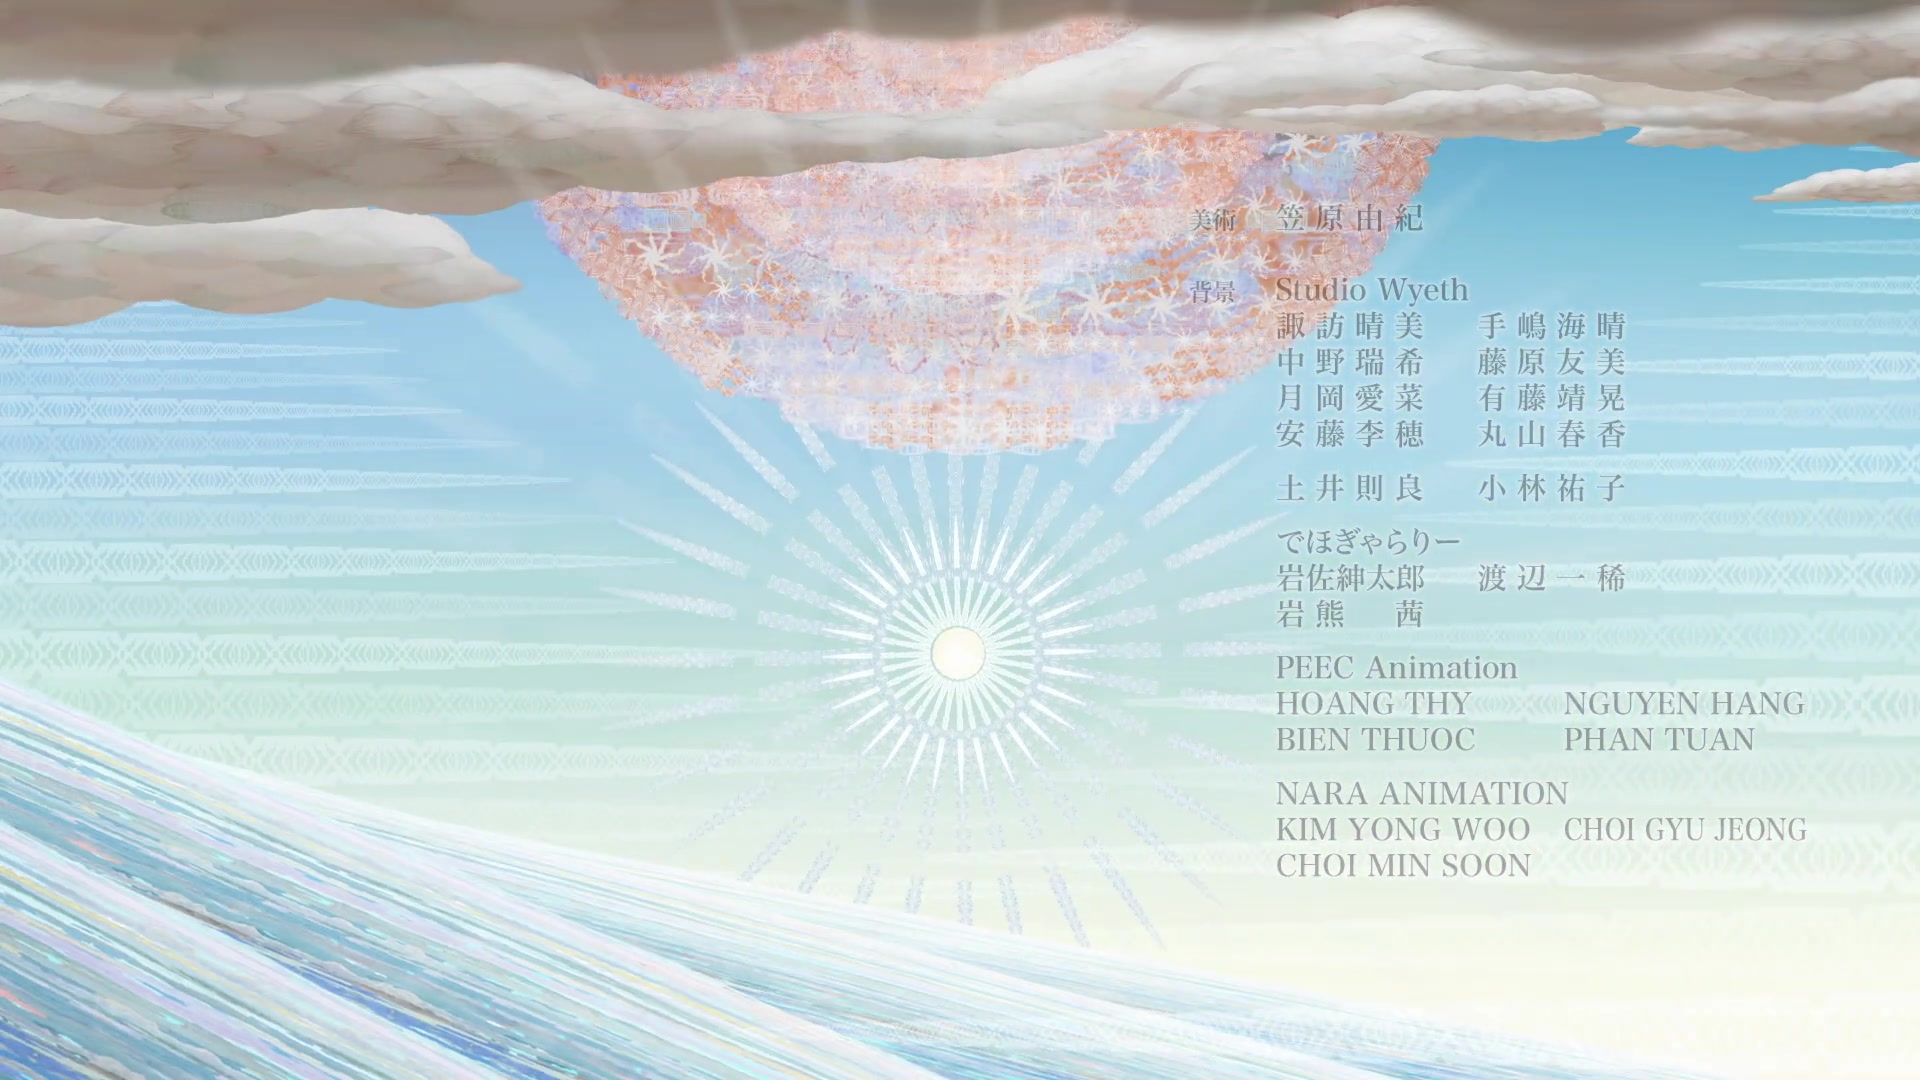 美術 笠原由紀
背景 Studio Wyeth
諏訪晴美 手嶋海晴
中野瑞希 藤原友美
月岡愛菜 有藤靖晃
安藤李穂 丸山春香
土井則良 小林祐子
でほぎゃらりー
岩佐紳太郎 渡辺一稀
岩熊 茜
PEEC Animation
HOANG THY NGUYEN HANG
BIEN THUOC PHAN TUAN
NARA ANIMATION
KIM YONG WOO CHOI GYU JEONG
CHOI MIN SOON